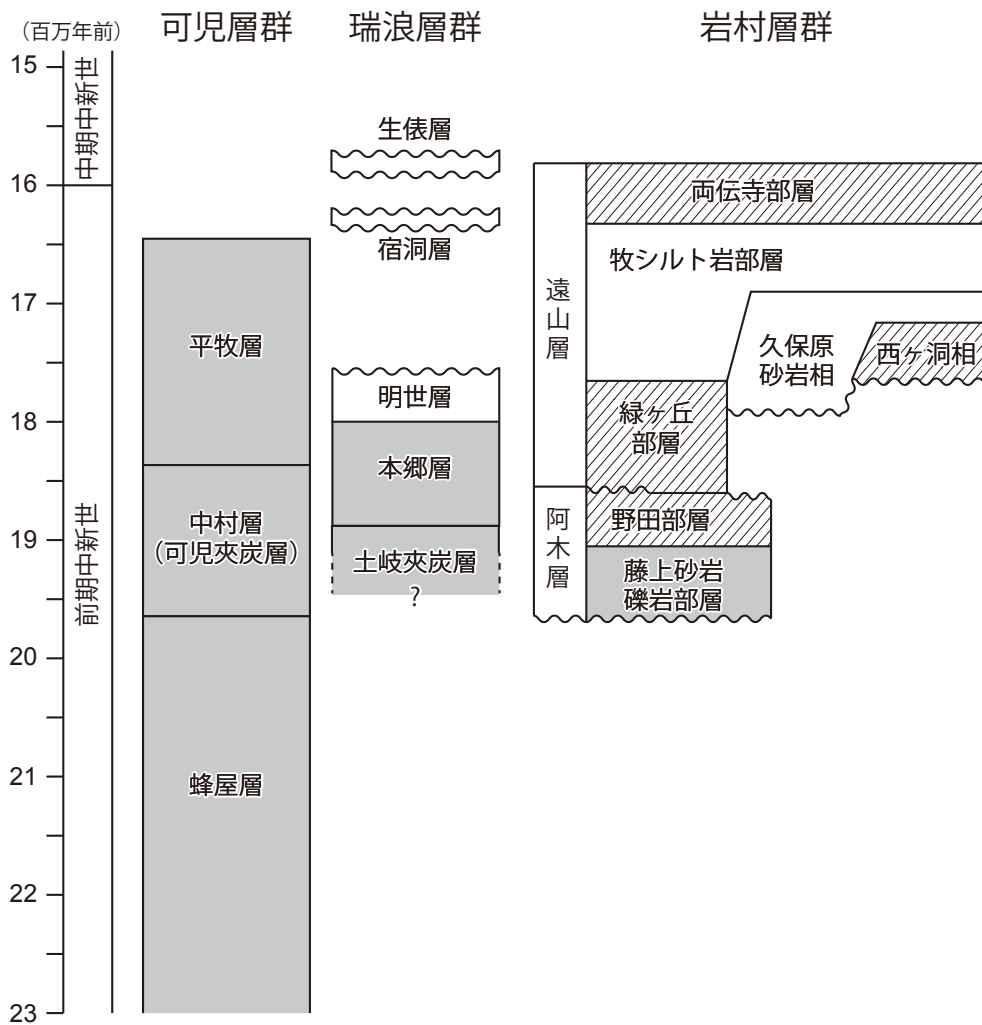 （百万年前）
可児層群
瑞浪層群
岩村層群
15
16
17
18
19
20
21
22
23
中期中新世
前期中新世
平牧層
中村層
（可児夾炭層）
蜂屋層
生俵層
宿洞層
明世層
本郷層
土岐夾炭層
?
遠山層
阿木層
両伝寺部層
牧シルト岩部層
久保原
砂岩相
西ヶ洞相
緑ヶ丘
部層
野田部層
藤上砂岩
礫岩部層